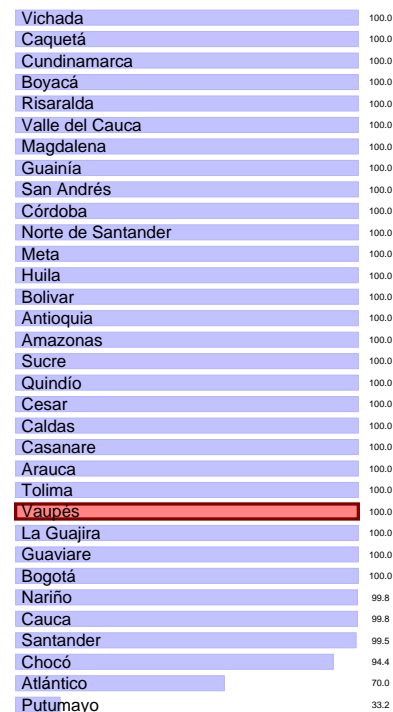 Vichada 100.0
Caquetá 100.0
Cundinamarca 100.0
Boyacá 100.0
Risaralda 100.0
Valle del Cauca 100.0
Magdalena 100.0
Guainía 100.0
San Andrés 100.0
Córdoba 100.0
Norte de Santander 100.0
Meta 100.0
Huila 100.0
Bolivar 100.0
Antioquia 100.0
Amazonas 100.0
Sucre 100.0
Quindío 100.0
Cesar 100.0
Caldas 100.0
Casanare 100.0
Arauca 100.0
Tolima 100.0
Vaupés 100.0
La Guajira 100.0
Guaviare 100.0
Bogotá 100.0
Nariño 99.8
Cauca 99.8
Santander 99.5
Chocó 94.4
Atlántico 70.0
Putumayo 33.2